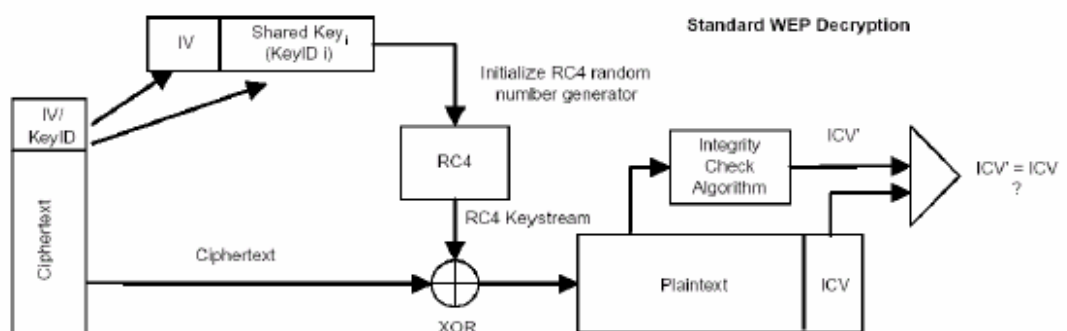 Standard WEP Decryption
IV
Shared Key i
(KeyID i)
Initialize RC4 random
number generator
IV/
KeyID
RC4
Integrity
Check
Algorithm
ICV'
ICV' = ICV
?
RC4 Keystream
Ciphertext
Ciphertext
XOR
Plaintext
ICV